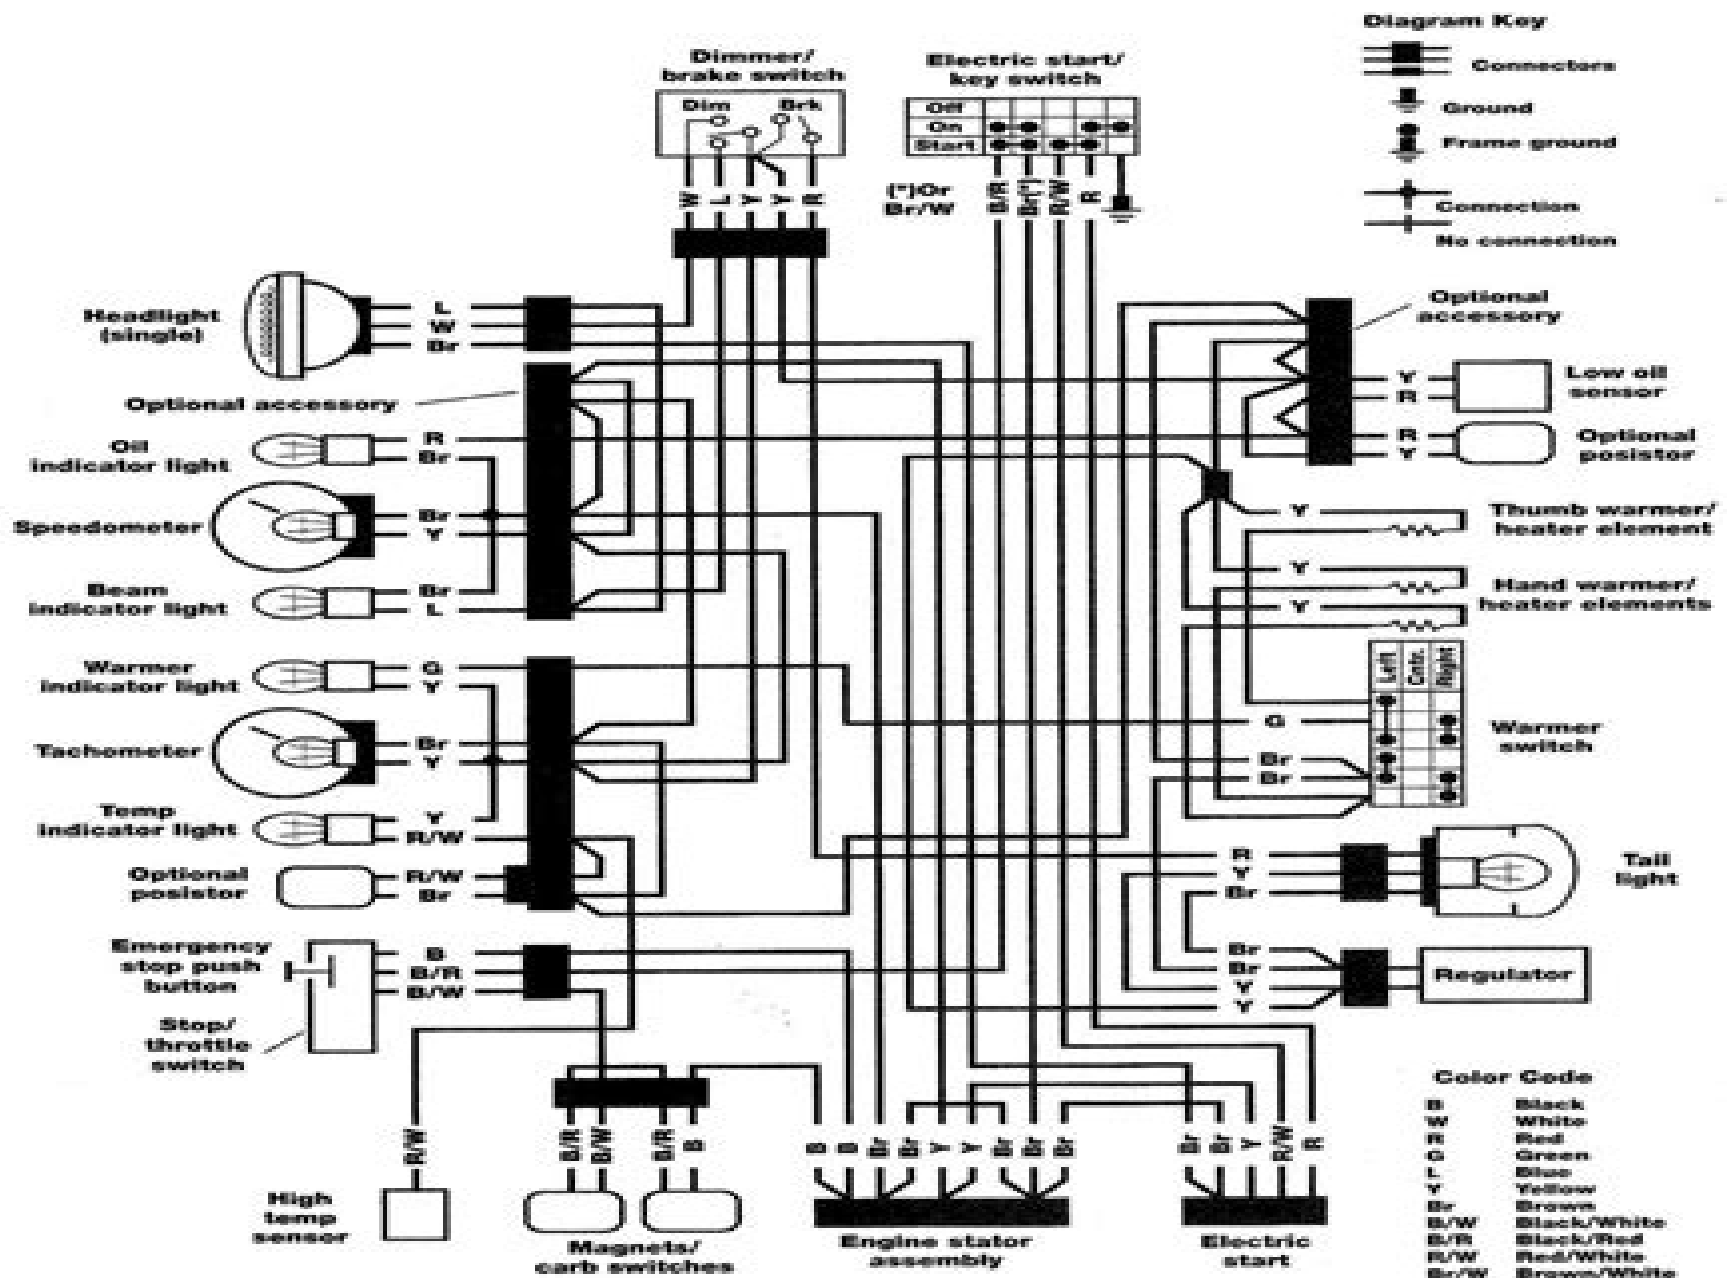 Diagram Key
Connectors
Ground
Frame ground
Connection
No connection
Dimmer/
brake switch
Dim Brk
W L Y Y R
Electric start/
key switch
Off
On
Start
(*)Or
Br/W
B/R Br(*) R/W R
Headlight
(single)
L
W
Br
Optional accessory
Oil
indicator light
R
Br
Speedometer
Br
Y
Beam
indicator light
Br
L
Warmer
indicator light
G
Y
Tachometer
Br
Y
Temp
indicator light
Y
R/W
Optional
posistor
R/W
Br
Emergency
stop push
button
B
B/R
B/W
Stop/
throttle
switch
High
temp
sensor
R/W
B/R B/W B/R B
Magnets/
carb switches
B B Br Br Y Y Br Br Br
Engine stator
assembly
Br Br Y R/W R
Electric
start
Optional
accessory
Y
R
Low oil
sensor
R
Y
Optional
posistor
Y
Thumb warmer/
heater element
Y
Y
Hand warmer/
heater elements
Left Cntr. Right
G
Br
Br
Warmer
switch
R
Y
Br
Tail
light
Br
Br
Y
Y
Regulator
Color Code
B Black
W White
R Red
G Green
L Blue
Y Yellow
Br Brown
B/W Black/White
B/R Black/Red
R/W Red/White
Br/W Brown/White